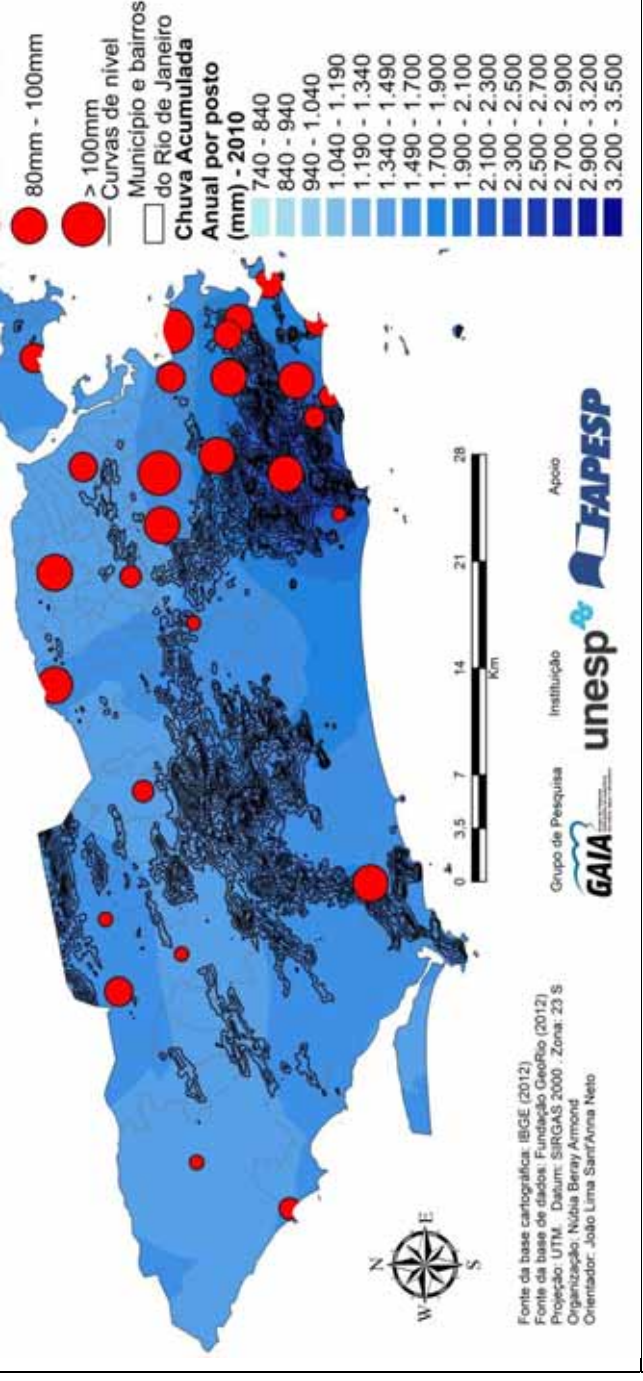 80mm - 100mm
> 100mm
Curvas de nível
Município e bairros
do Rio de Janeiro
Chuva Acumulada
Anual por posto
(mm) - 2010
740 - 840
840 - 940
940 - 1.040
1.040 - 1.190
1.190 - 1.340
1.340 - 1.490
1.490 - 1.700
1.700 - 1.900
1.900 - 2.100
2.100 - 2.300
2.300 - 2.500
2.500 - 2.700
2.700 - 2.900
2.900 - 3.200
3.200 - 3.500
N
W E
S
0 3,5 7 14 21 28
Km
Fonte da base cartográfica: IBGE (2012)
Fonte da base de dados: Fundação GeoRio (2012)
Projeção: UTM. Datum: SIRGAS 2000 . Zona: 23 S
Organização: Núbia Beray Armond
Orientador: João Lima Sant'Anna Neto
Grupo de Pesquisa
GAIA
Instituição
unesp
Apoio
FAPESP